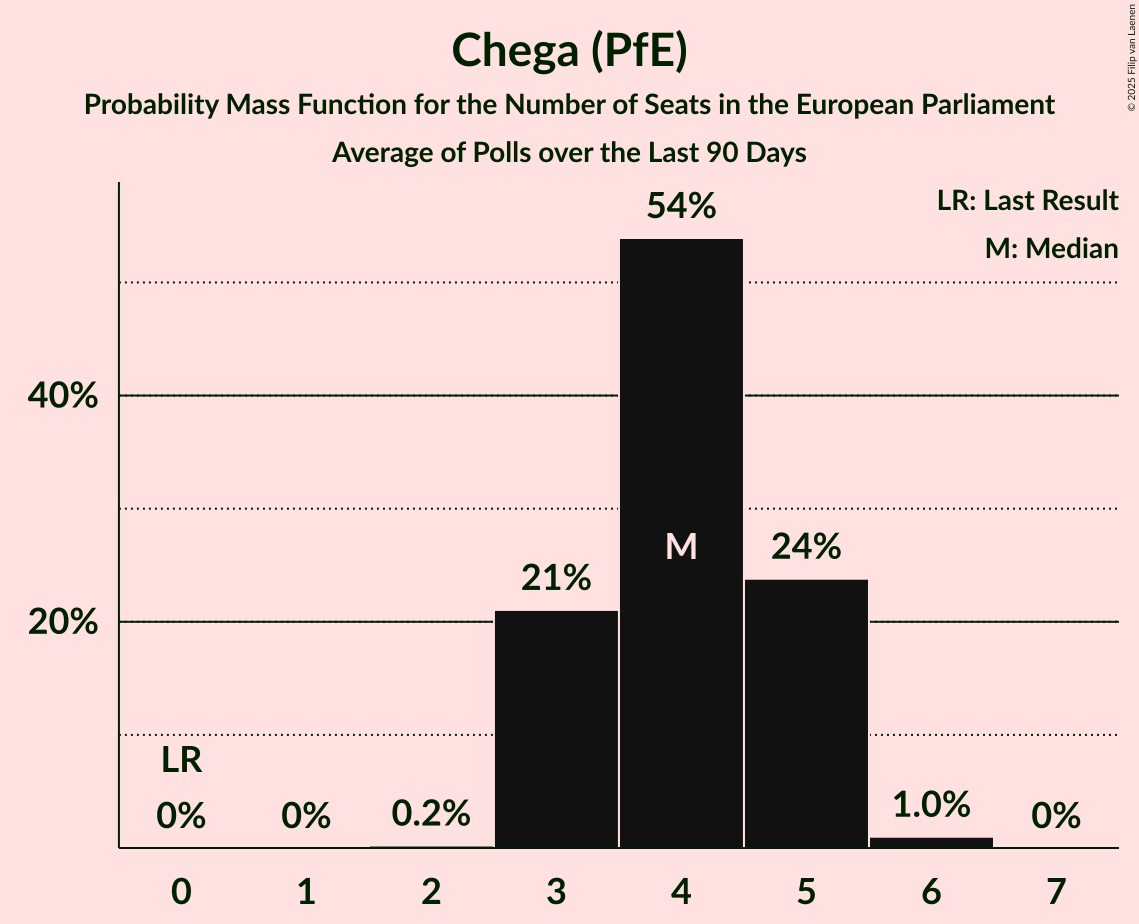 Chega (PfE)
Probability Mass Function for the Number of Seats in the European Parliament
Average of Polls over the Last 90 Days
© 2025 Filip van Laenen
LR: Last Result
M: Median
54%
40%
M
24%
21%
20%
LR
0%
0%
0.2%
1.0%
0%
0 1 2 3 4 5 6 7